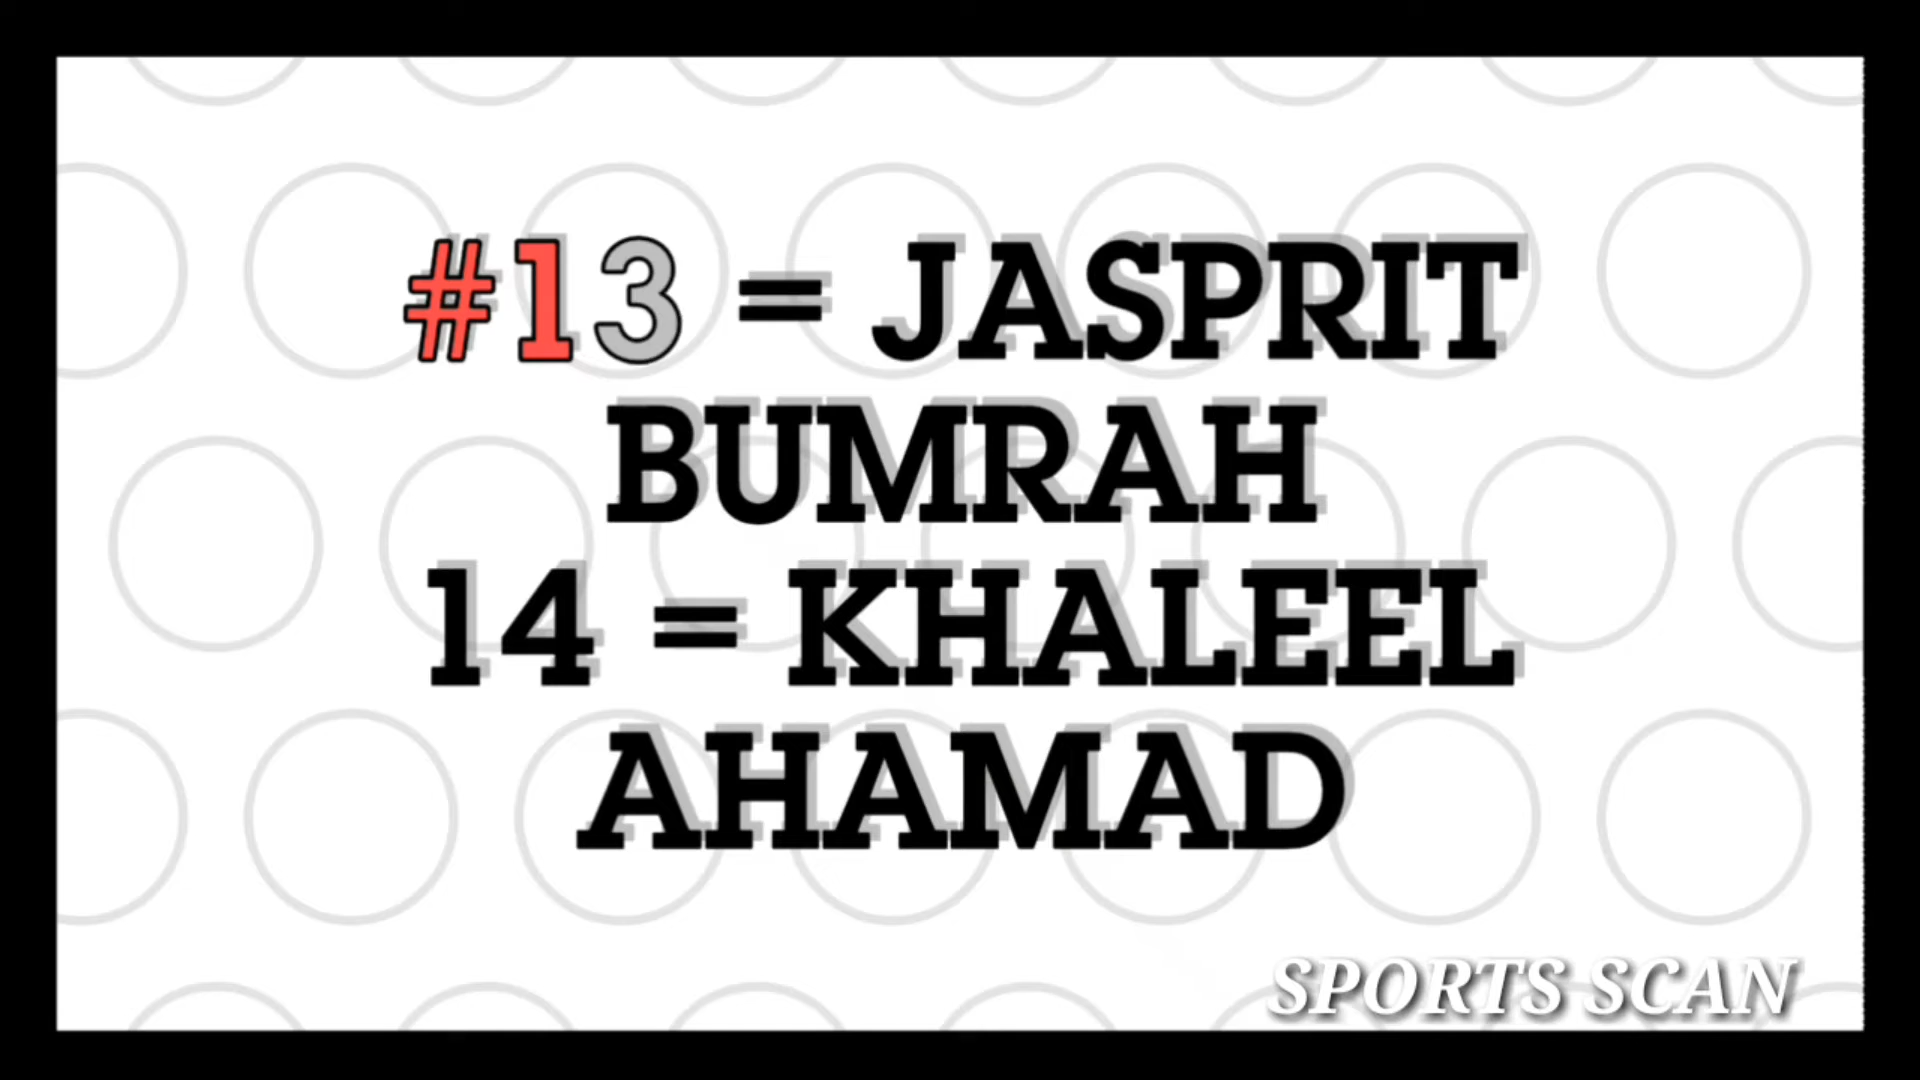 #13 = JASPRIT
BUMRAH
14 = KHALEEL
AHAMAD
SPORTS SCAN